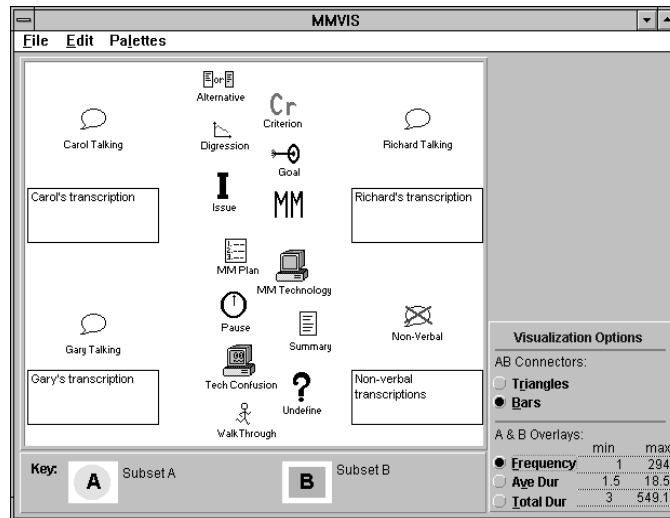 MMVIS
File Edit Palettes
or
Alternative
Cr
Criterion
Carol Talking
Digression
Richard Talking
Goal
Carol's transcription
I
Issue
MM
Richard's transcription
MM Plan
MM Technology
Pause
Gary Talking
Summary
Non-Verbal
Gary's transcription
Tech Confusion
?
Undefine
Non-verbal
transcriptions
WalkThrough
Key:
A
Subset A
B
Subset B
Visualization Options
AB Connectors:
Triangles
Bars
A & B Overlays:
min max
Frequency 1 294
Ave Dur 1.5 18.5
Total Dur 3 549.1